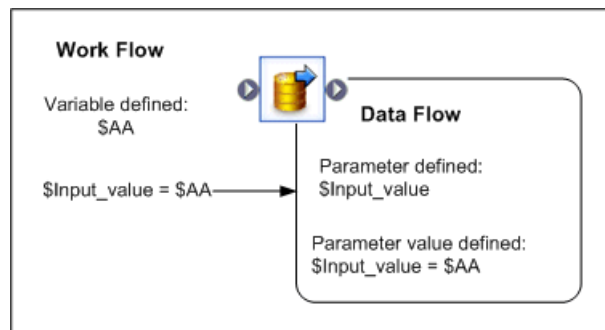 Work Flow
Variable defined:
$AA
$Input_value = $AA
Data Flow
Parameter defined:
$Input_value
Parameter value defined:
$Input_value = $AA